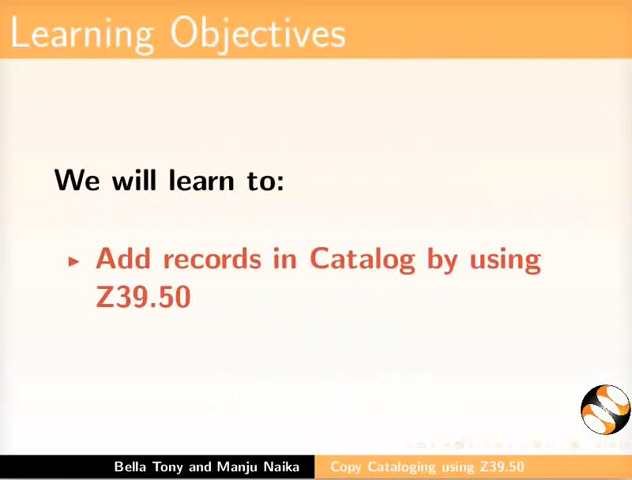 Learning Objectives
We will learn to:
Add records in Catalog by using
Z39.50
Bella Tony and Manju Naika
Copy Cataloging using Z39.50